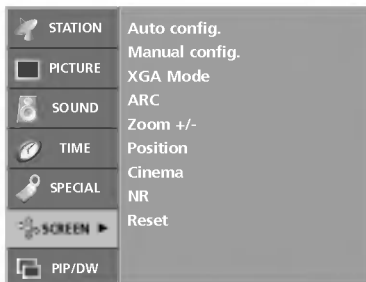 STATION
PICTURE
SOUND
TIME
SPECIAL
SCREEN
PIP/DW
Auto config.
Manual config.
XGA Mode
ARC
Zoom +/-
Position
Cinema
NR
Reset